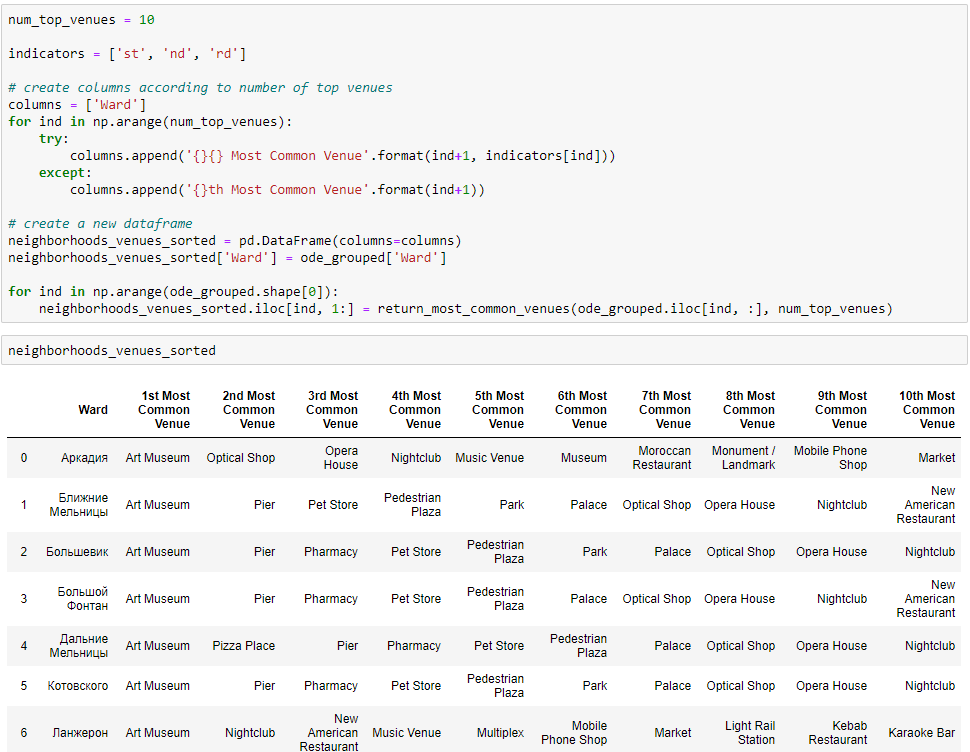 num_top_venues = 10
indicators = ['st', 'nd', 'rd']
# create columns according to number of top venues
columns = ['Ward']
for ind in np.arange(num_top_venues):
    try:
        columns.append('{}{} Most Common Venue'.format(ind+1, indicators[ind]))
    except:
        columns.append('{}th Most Common Venue'.format(ind+1))
# create a new dataframe
neighborhoods_venues_sorted = pd.DataFrame(columns=columns)
neighborhoods_venues_sorted['Ward'] = ode_grouped['Ward']
for ind in np.arange(ode_grouped.shape[0]):
    neighborhoods_venues_sorted.iloc[ind, 1:] = return_most_common_venues(ode_grouped.iloc[ind, :], num_top_venues)
neighborhoods_venues_sorted
Ward 1st Most Common Venue 2nd Most Common Venue 3rd Most Common Venue 4th Most Common Venue 5th Most Common Venue 6th Most Common Venue 7th Most Common Venue 8th Most Common Venue 9th Most Common Venue 10th Most Common Venue
0 Аркадия Art Museum Optical Shop Opera House Nightclub Music Venue Museum Moroccan Restaurant Monument / Landmark Mobile Phone Shop Market
1 Ближние Мельницы Art Museum Pier Pet Store Pedestrian Plaza Park Palace Optical Shop Opera House Nightclub New American Restaurant
2 Большевик Art Museum Pier Pharmacy Pet Store Pedestrian Plaza Park Palace Optical Shop Opera House Nightclub
3 Большой Фонтан Art Museum Pier Pharmacy Pet Store Pedestrian Plaza Palace Optical Shop Opera House Nightclub New American Restaurant
4 Дальние Мельницы Art Museum Pizza Place Pier Pharmacy Pet Store Pedestrian Plaza Palace Optical Shop Opera House Nightclub
5 Котовского Art Museum Pier Pharmacy Pet Store Pedestrian Plaza Park Palace Optical Shop Opera House Nightclub
6 Ланжерон Art Museum Nightclub New American Restaurant Music Venue Multiplex Mobile Phone Shop Market Light Rail Station Kebab Restaurant Karaoke Bar